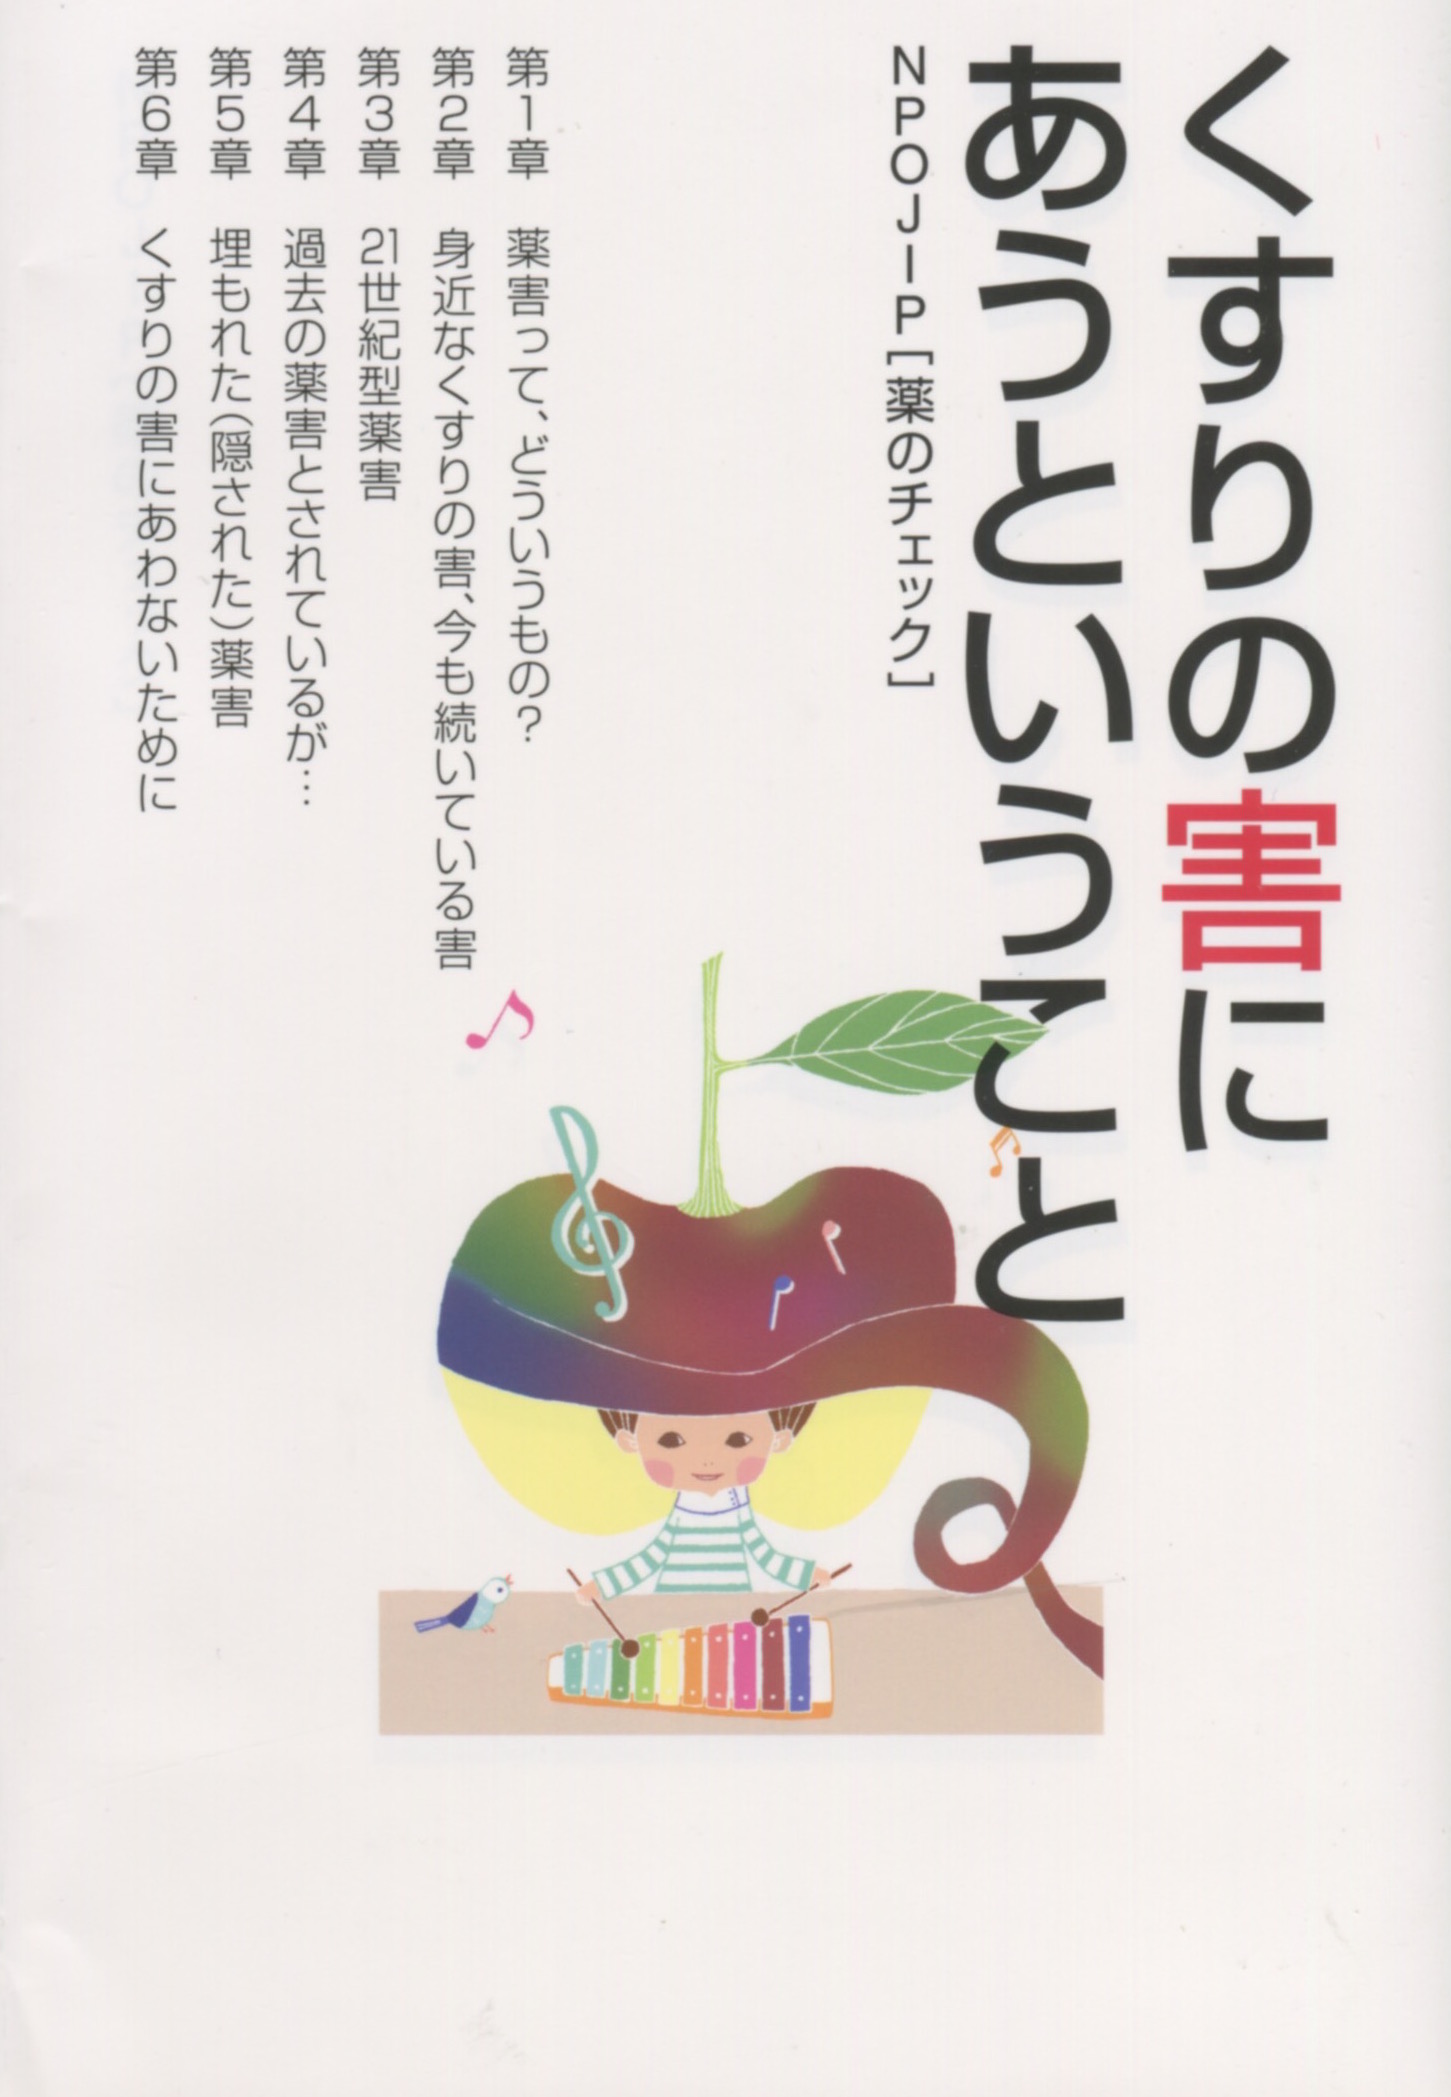 くすりの害に
あうということ
NPOJIP［薬のチェック］
第1章　薬害って、どういうもの？
第2章　身近なくすりの害、今も続いている害
第3章　21世紀型薬害
第4章　過去の薬害とされているが…
第5章　埋もれた（隠された）薬害
第6章　くすりの害にあわないために